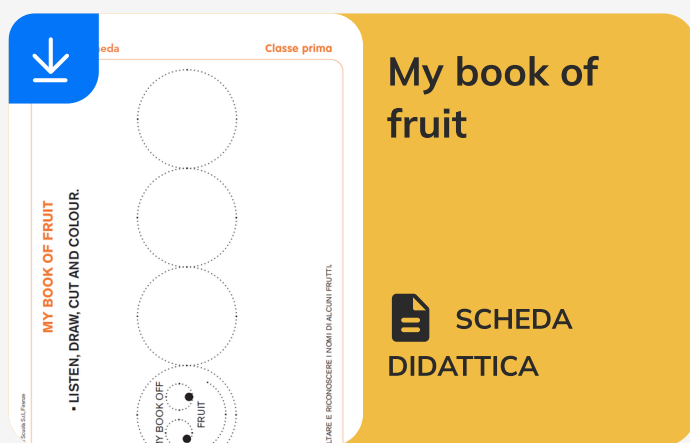 eda
Classe prima
MY BOOK OF FRUIT
• LISTEN, DRAW, CUT AND COLOUR.
Y BOOK OFF
FRUIT
LTARE E RICONOSCERE I NOMI DI ALCUNI FRUTTI.
Scuola S.r.l., Firenze
My book of
fruit
SCHEDA
DIDATTICA